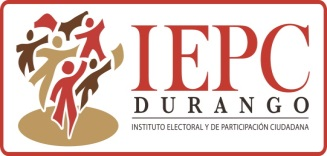 IEPC
DURANGO
INSTITUTO ELECTORAL Y DE PARTICIPACIÓN CIUDADANA